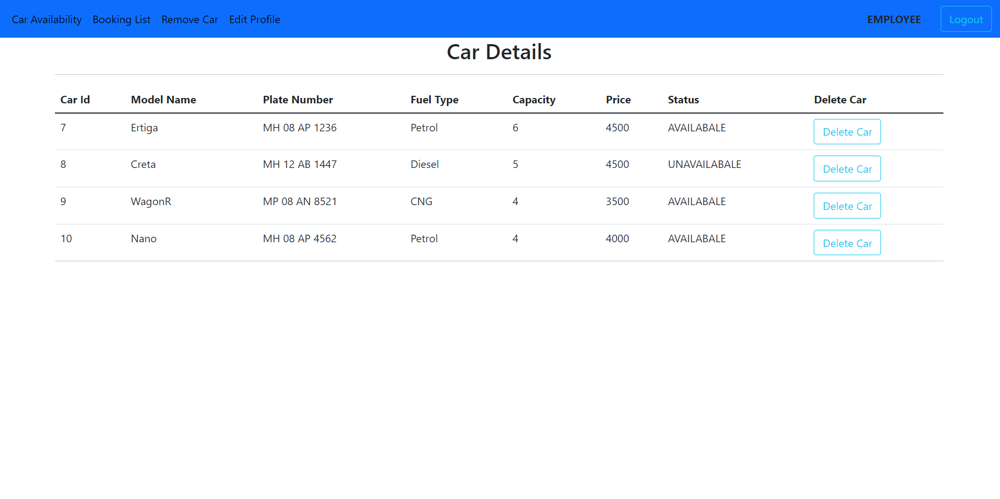 Car Availability Booking List Remove Car Edit Profile EMPLOYEE Logout
Car Details
Car Id Model Name Plate Number Fuel Type Capacity Price Status Delete Car
7 Ertiga MH 08 AP 1236 Petrol 6 4500 AVAILABALE Delete Car
8 Creta MH 12 AB 1447 Diesel 5 4500 UNAVAILABALE Delete Car
9 WagonR MP 08 AN 8521 CNG 4 3500 AVAILABALE Delete Car
10 Nano MH 08 AP 4562 Petrol 4 4000 AVAILABALE Delete Car